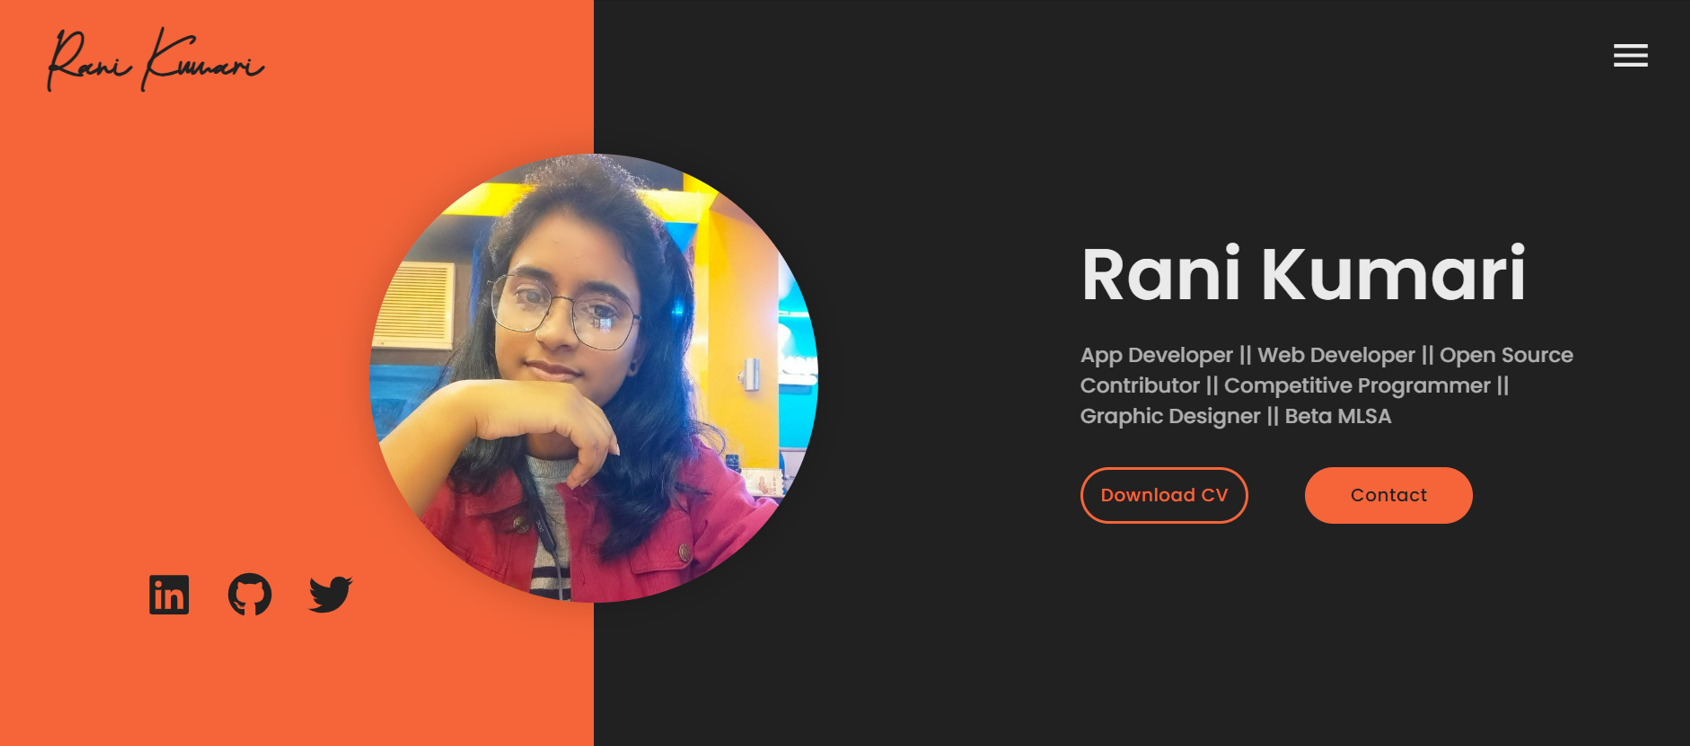 Rani Kumari
Rani Kumari
App Developer || Web Developer || Open Source
Contributor || Competitive Programmer ||
Graphic Designer || Beta MLSA
Download CV
Contact
in